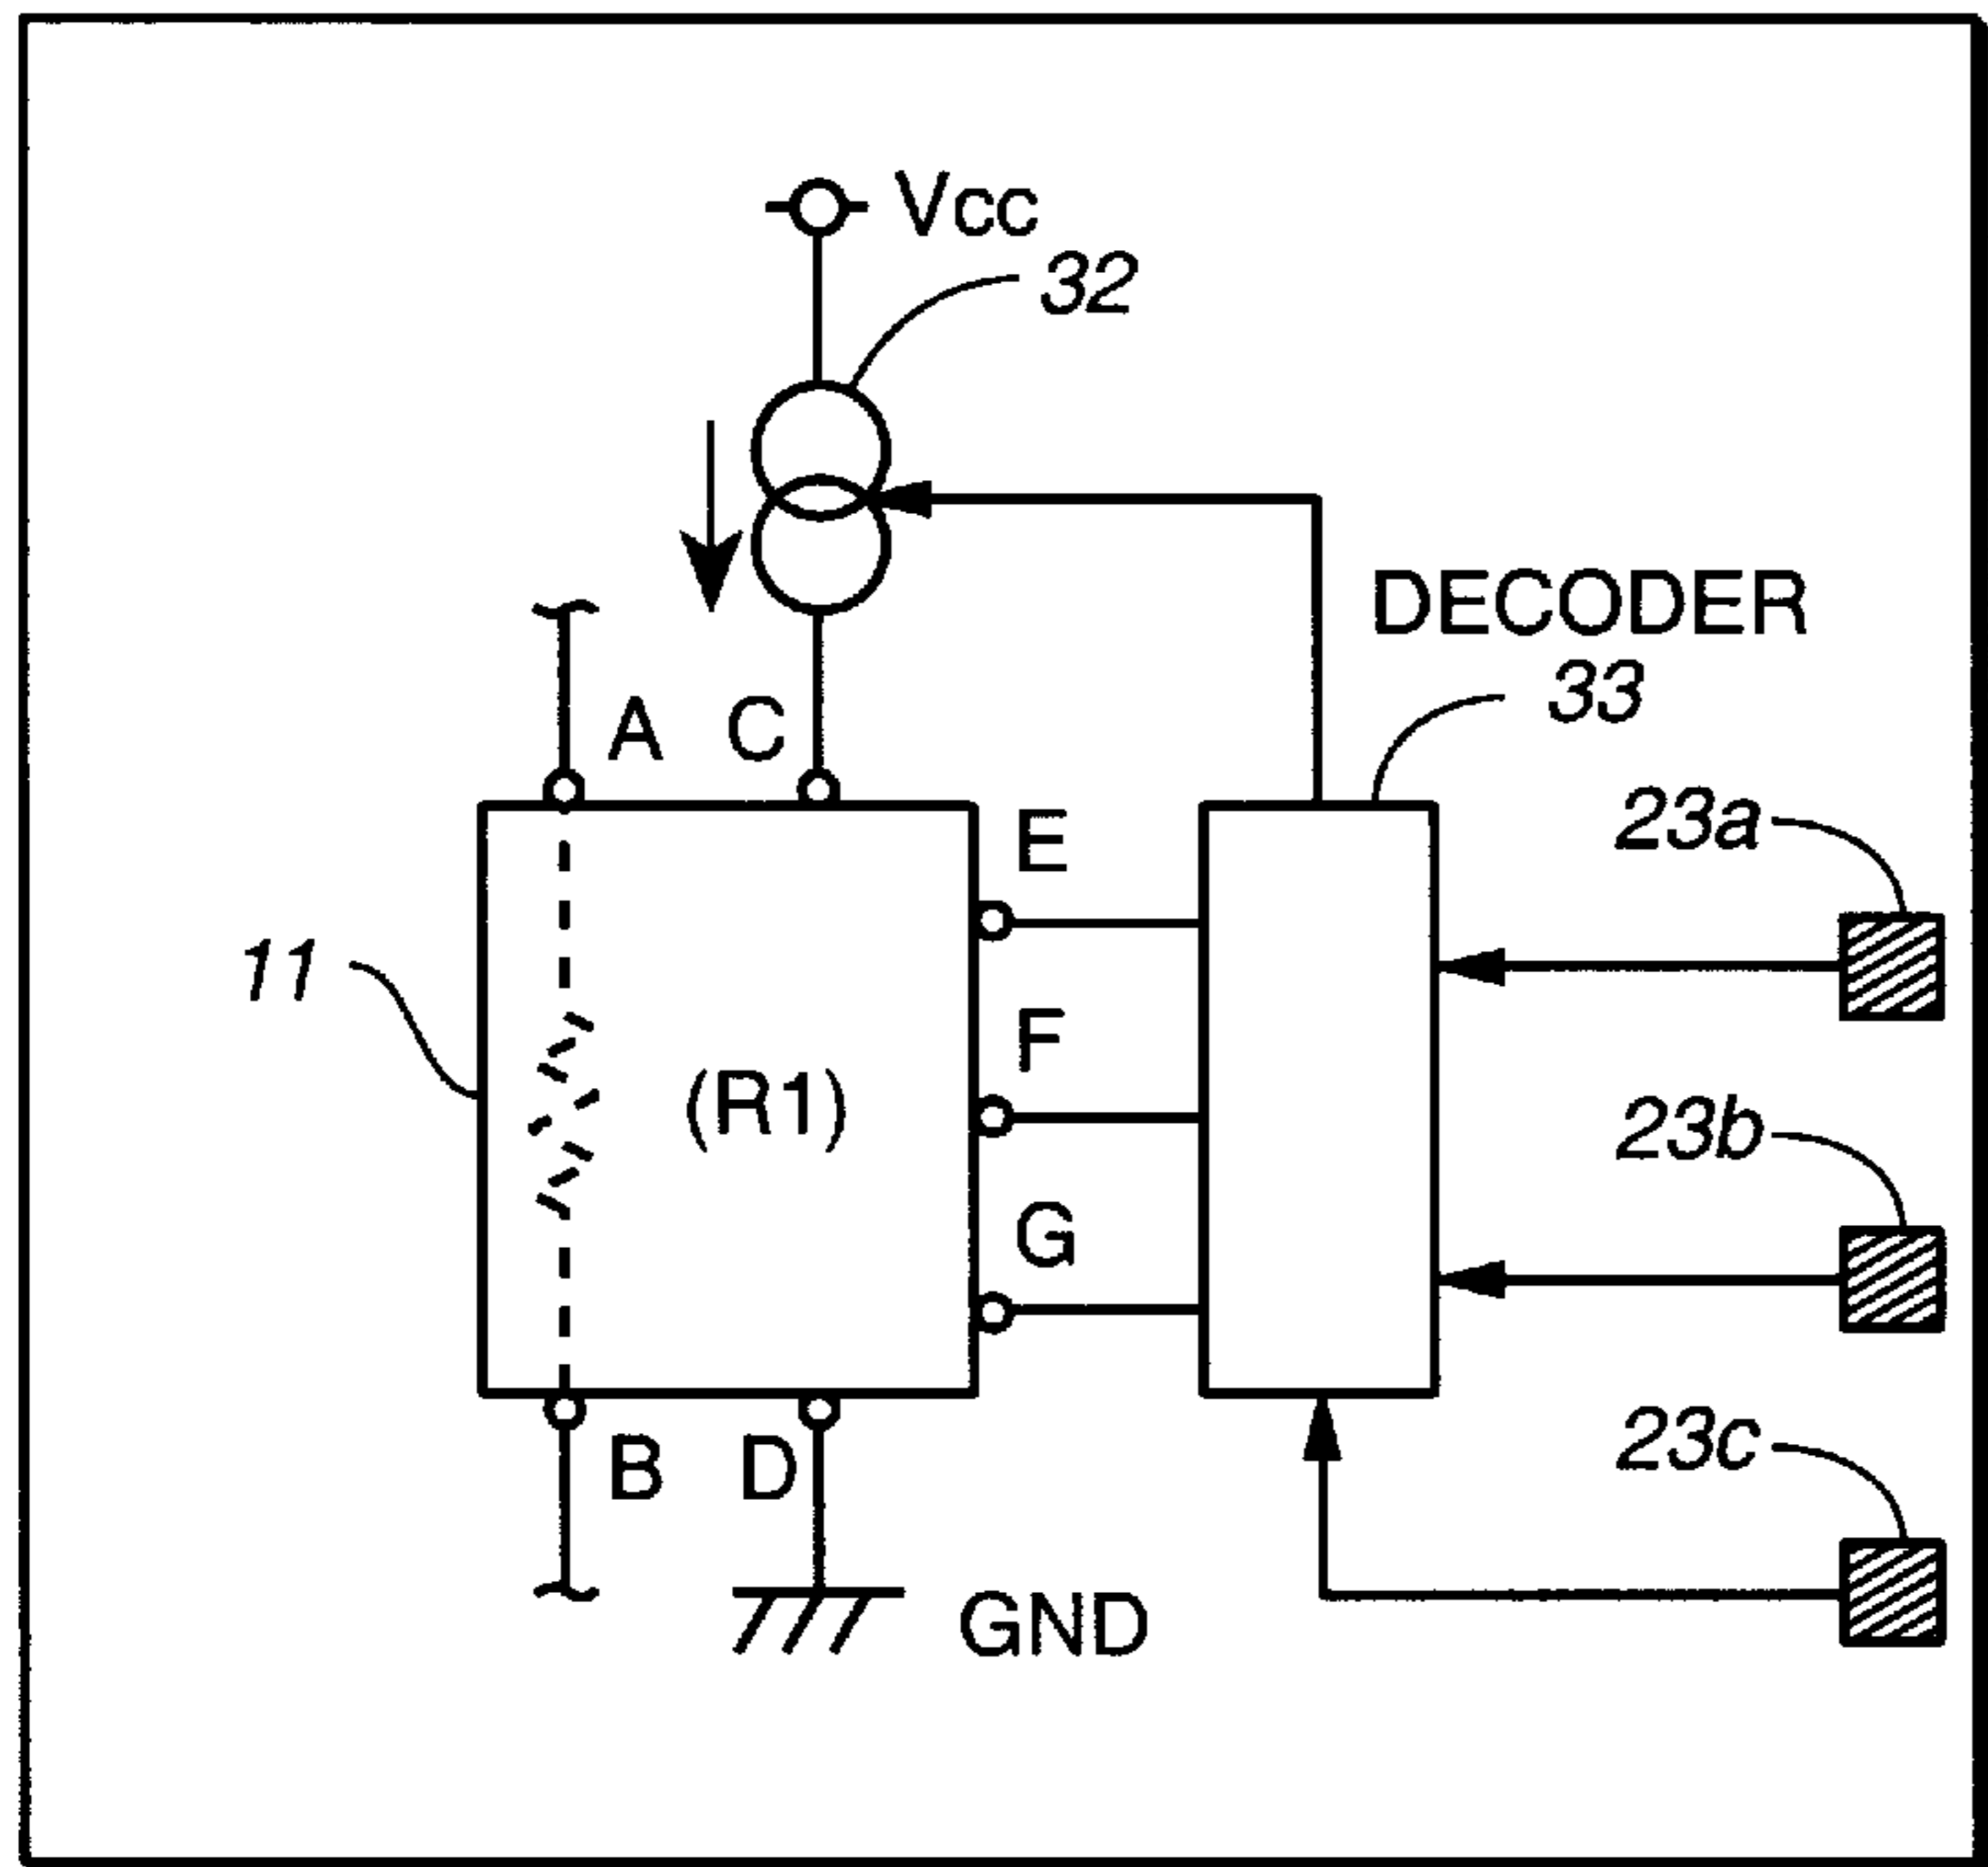 Vcc
32
DECODER
33
A
C
E
23a
11
F
(R1)
23b
G
B
D
23c
GND